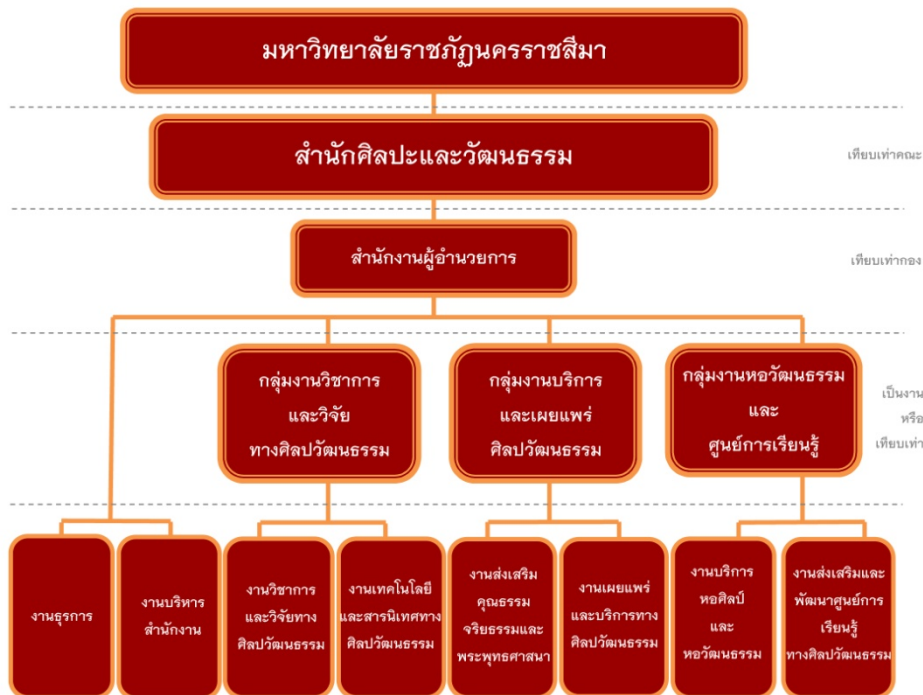 มหาวิทยาลัยราชภัฏนครราชสีมา
สำนักศิลปะและวัฒนธรรม
เทียบเท่าคณะ
สำนักงานผู้อำนวยการ
เทียบเท่ากอง
กลุ่มงานวิชาการ
และวิจัย
ทางศิลปวัฒนธรรม
กลุ่มงานบริการ
และเผยแพร่
ศิลปวัฒนธรรม
กลุ่มงานหอวัฒนธรรม
และ
ศูนย์การเรียนรู้
เป็นงาน
หรือ
เทียบเท่า
งานธุรการ
งานบริหาร
สำนักงาน
งานวิชาการ
และวิจัยทาง
ศิลปวัฒนธรรม
งานเทคโนโลยี
และสารนิเทศทาง
ศิลปวัฒนธรรม
งานส่งเสริม
คุณธรรม
จริยธรรมและ
พระพุทธศาสนา
งานเผยแพร่
และบริการทาง
ศิลปวัฒนธรรม
งานบริการ
หอศิลป์
และ
หอวัฒนธรรม
งานส่งเสริมและ
พัฒนาศูนย์การ
เรียนรู้
ทางศิลปวัฒนธรรม